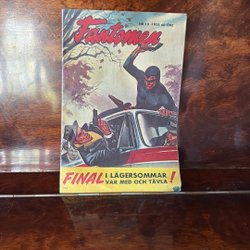 Fantomen
FINAL I LÄGERSOMMAR
VAR MED OCH TÄVLA !